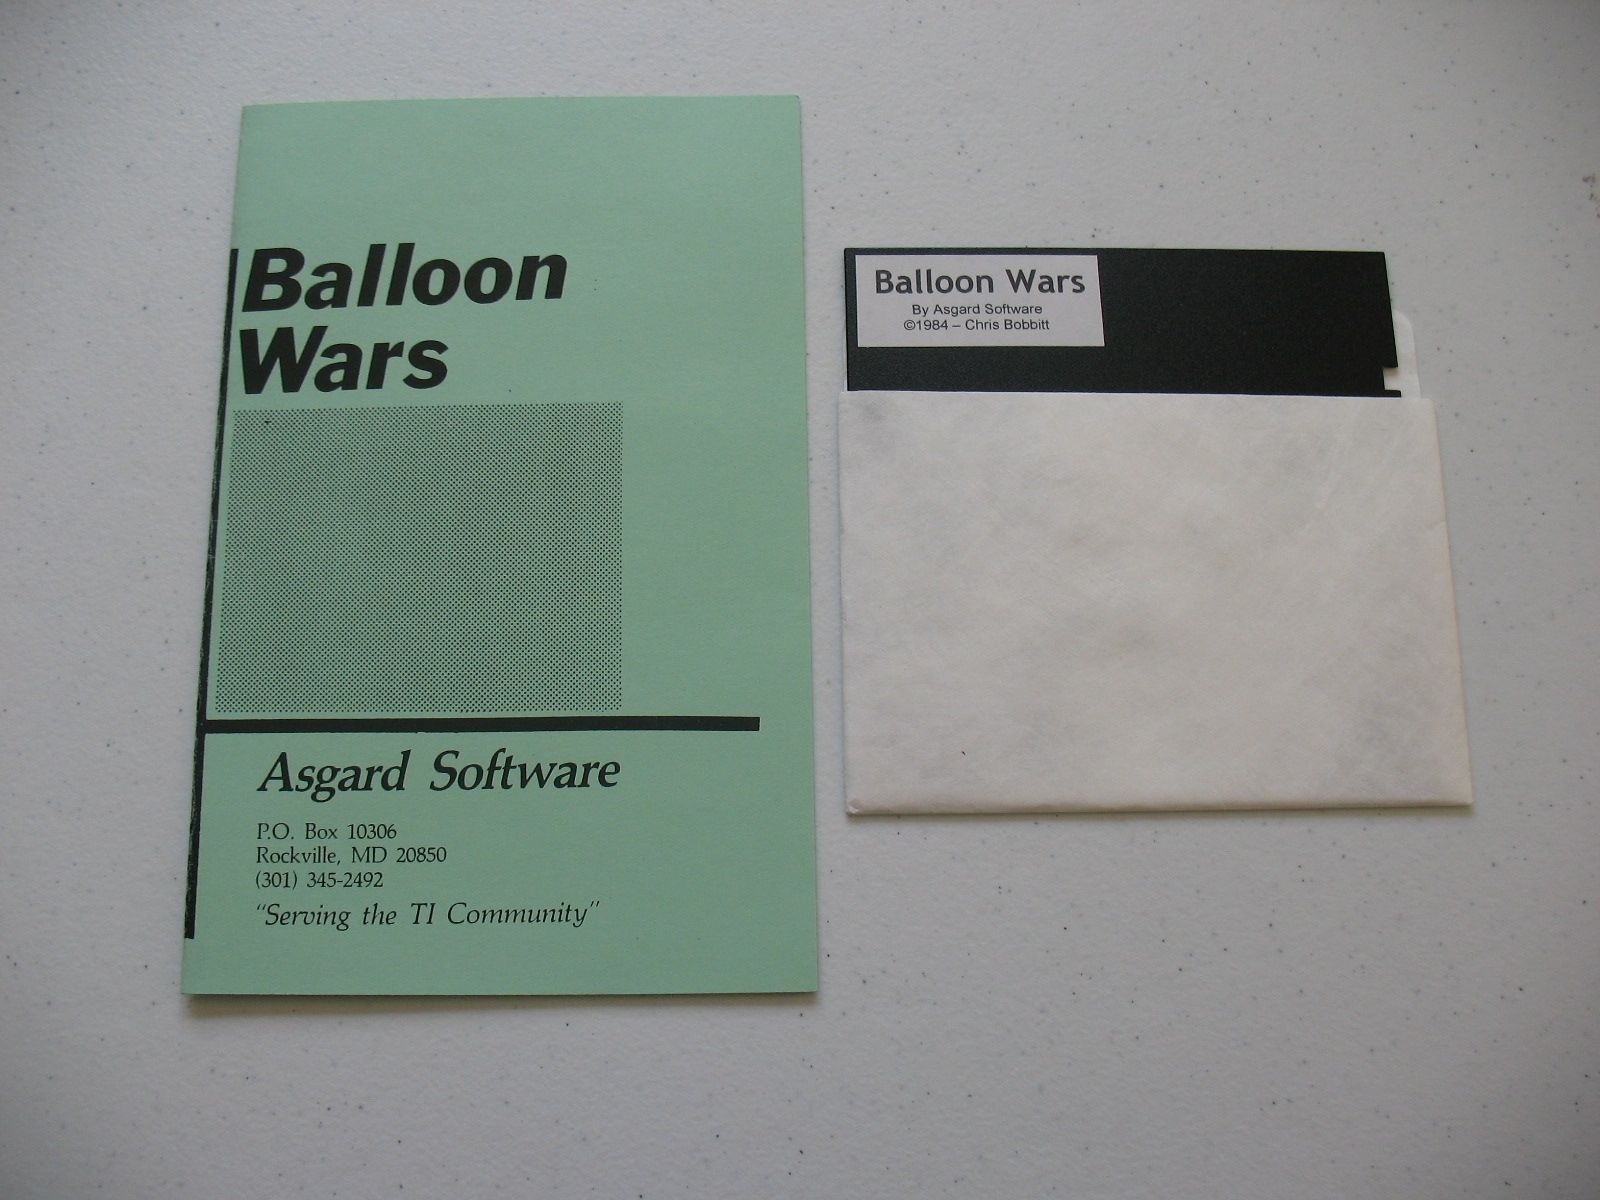 Balloon
Wars
Asgard Software
P.O. Box 10306
Rockville, MD 20850
(301) 345-2492
"Serving the TI Community"
Balloon Wars
By Asgard Software
©1984 – Chris Bobbitt